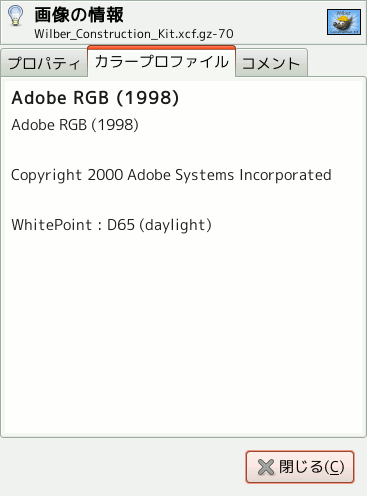 画像の情報
Wilber_Construction_Kit.xcf.gz-70
プロパティ
カラープロファイル
コメント
Adobe RGB (1998)
Adobe RGB (1998)
Copyright 2000 Adobe Systems Incorporated
WhitePoint : D65 (daylight)
閉じる(C)